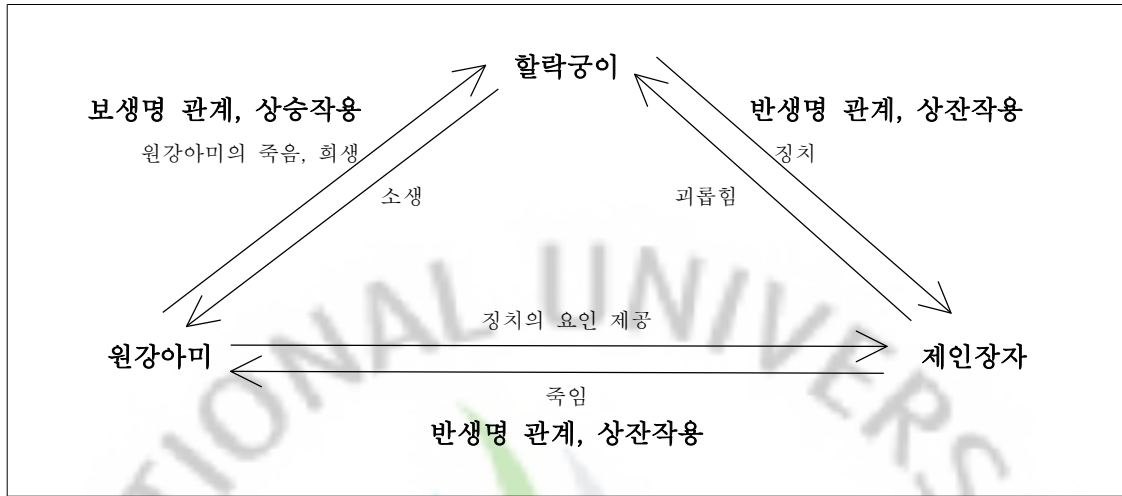 할락궁이
보생명 관계, 상승작용
반생명 관계, 상잔작용
원강아미의 죽음, 희생
징치
소생
괴롭힘
징치의 요인 제공
원강아미
제인장자
죽임
반생명 관계, 상잔작용
TIONAL UNIVERS